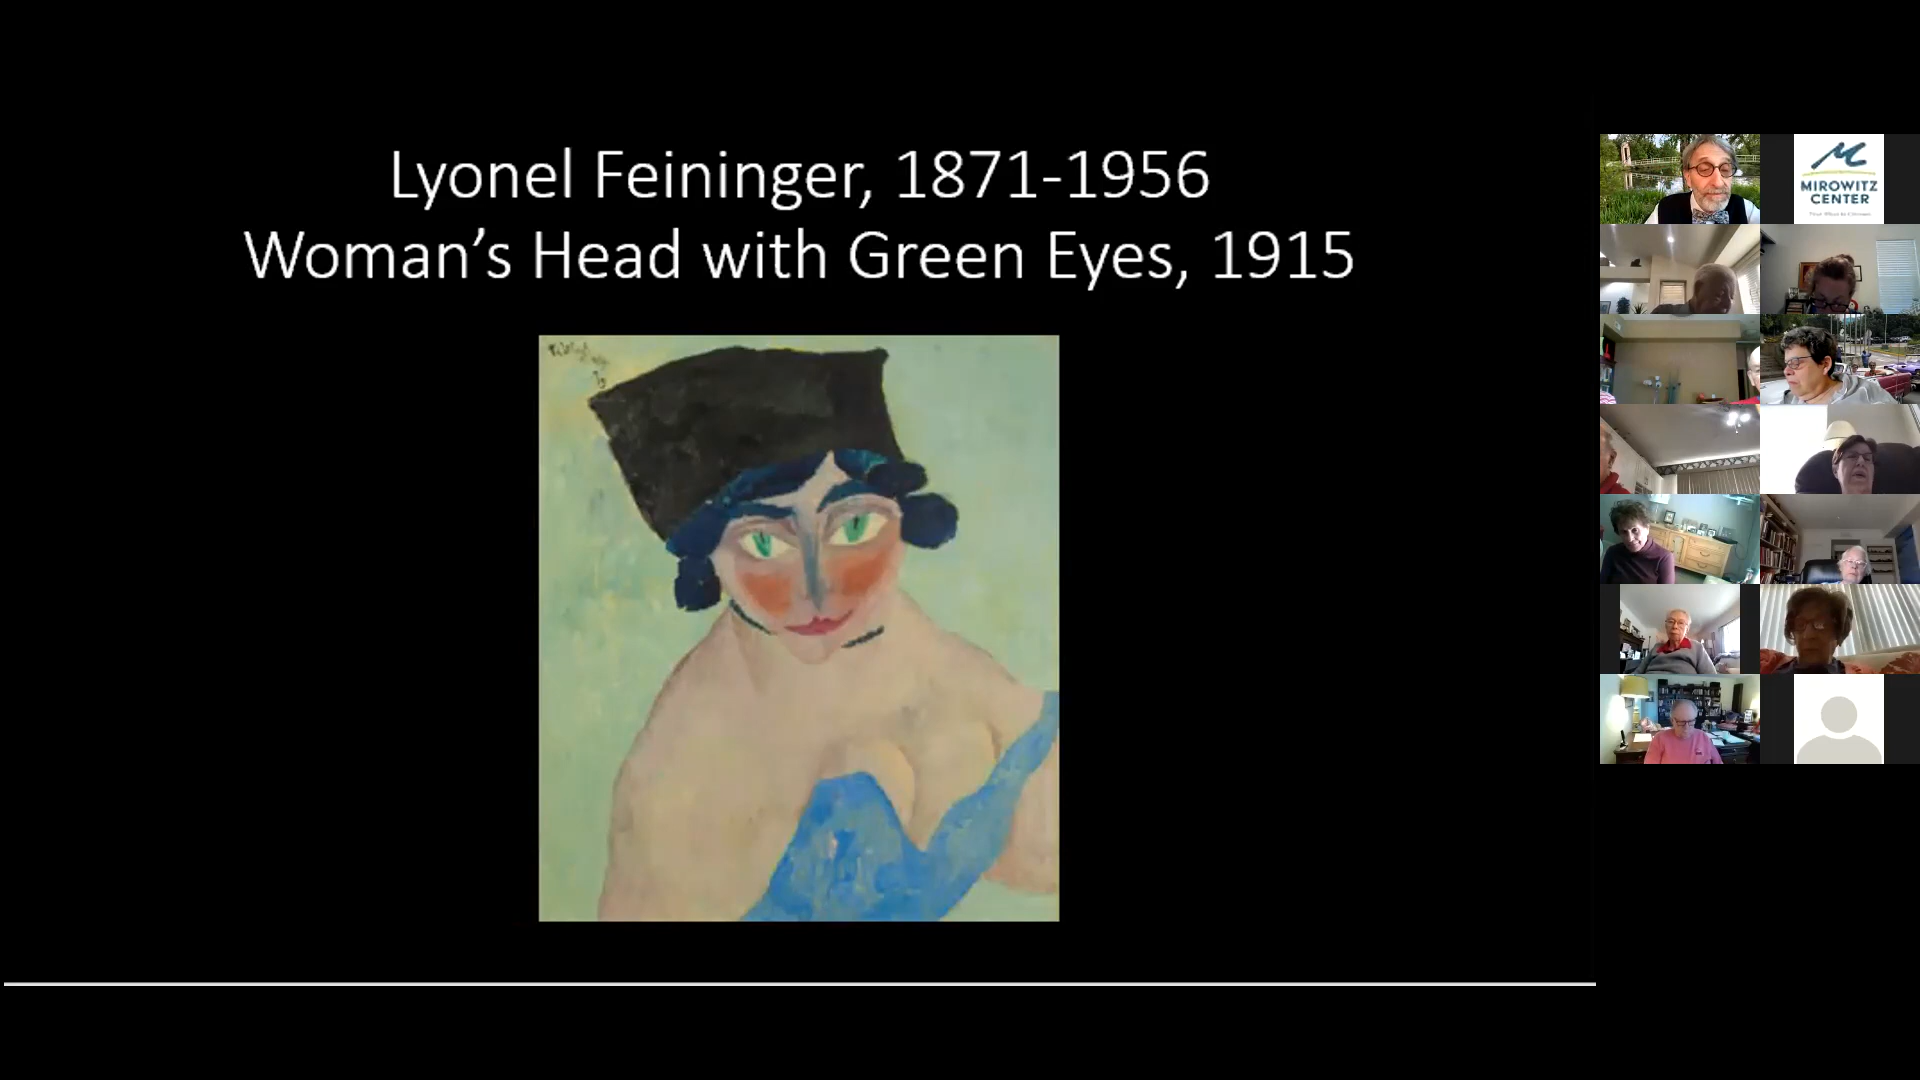 Lyonel Feininger, 1871-1956
Woman's Head with Green Eyes, 1915
MIROWITZ
CENTER